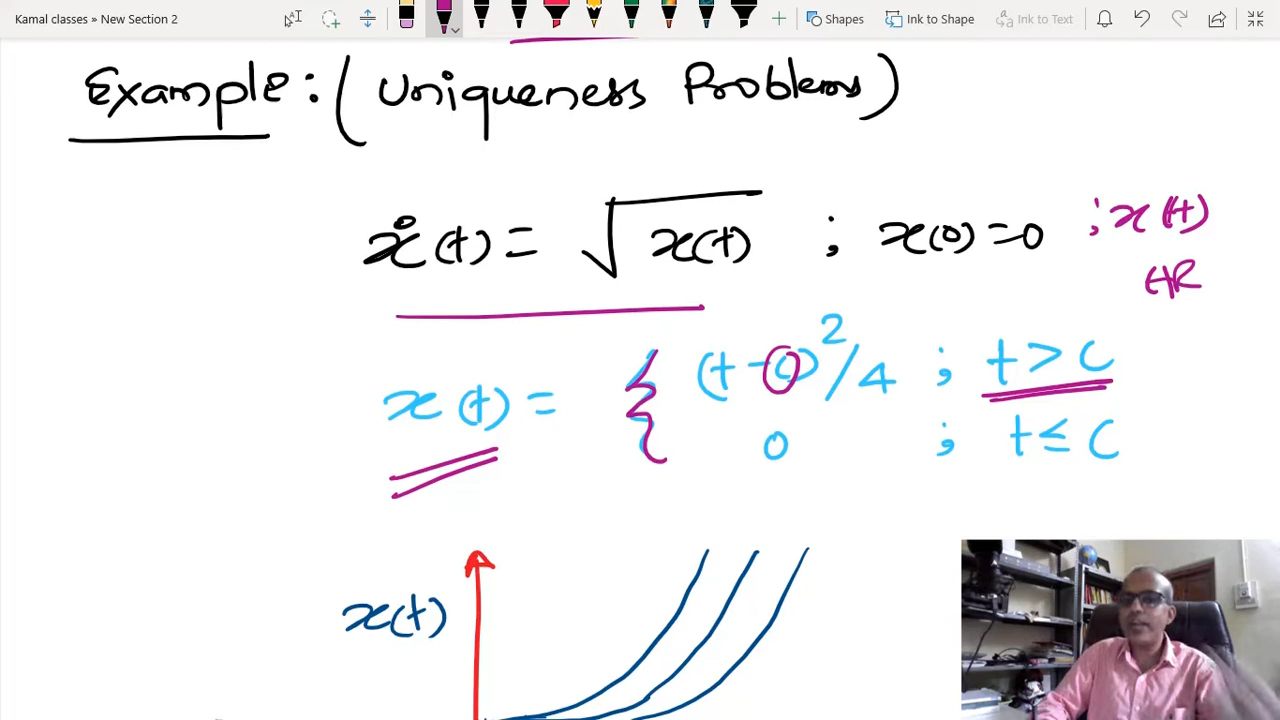 Kamal classes » New Section 2
Shapes
Ink to Shape
Ink to Text
Example: (Uniqueness Problems)
ẋ(t) = √x(t) ; x(0)=0 ; x(t)
x(t) = { (t-c)²/4 ; t > c
0 ; t ≤ c
x(t)